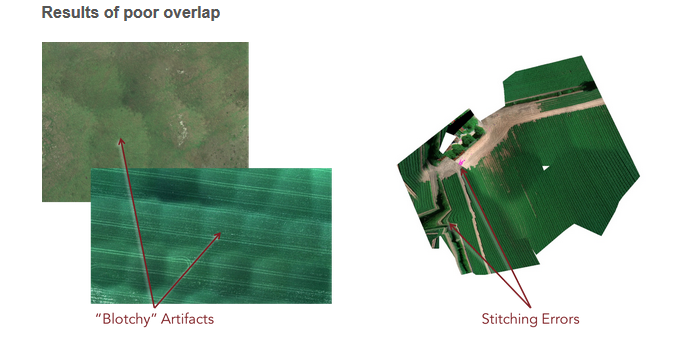 Results of poor overlap
“Blotchy” Artifacts
Stitching Errors